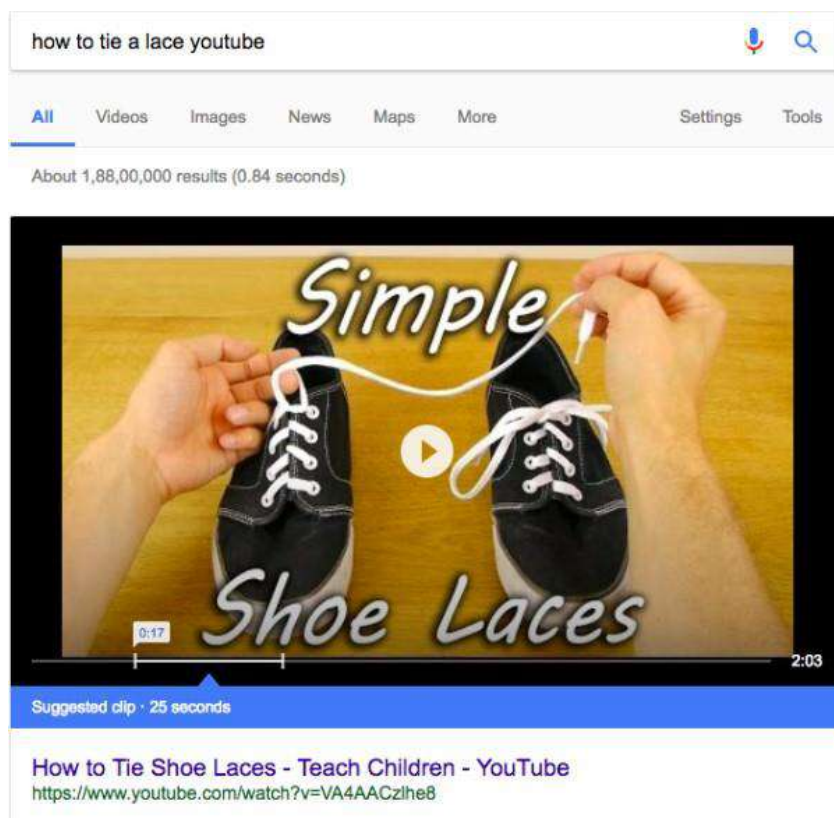 how to tie a lace youtube
All Videos Images News Maps More Settings Tools
About 1,88,00,000 results (0.84 seconds)
Simple
Shoe Laces
0:17
2:03
Suggested clip · 25 seconds
How to Tie Shoe Laces - Teach Children - YouTube
https://www.youtube.com/watch?v=VA4AACzlhe8